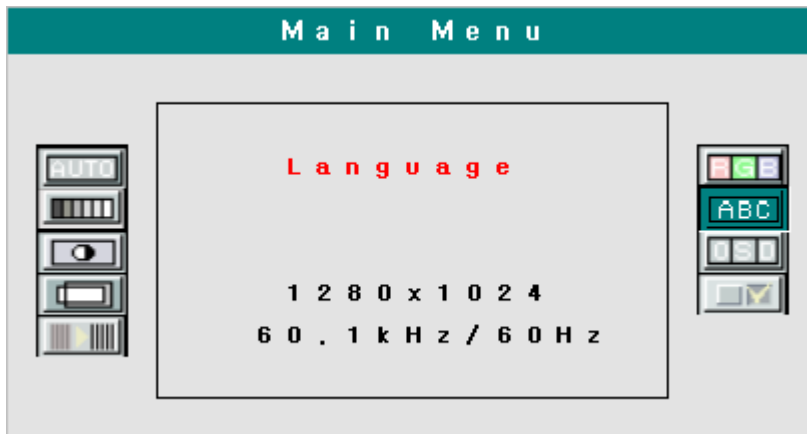 Main Menu
AUTO
Language
1280x1024
60.1kHz/60Hz
RGB
ABC
OSD